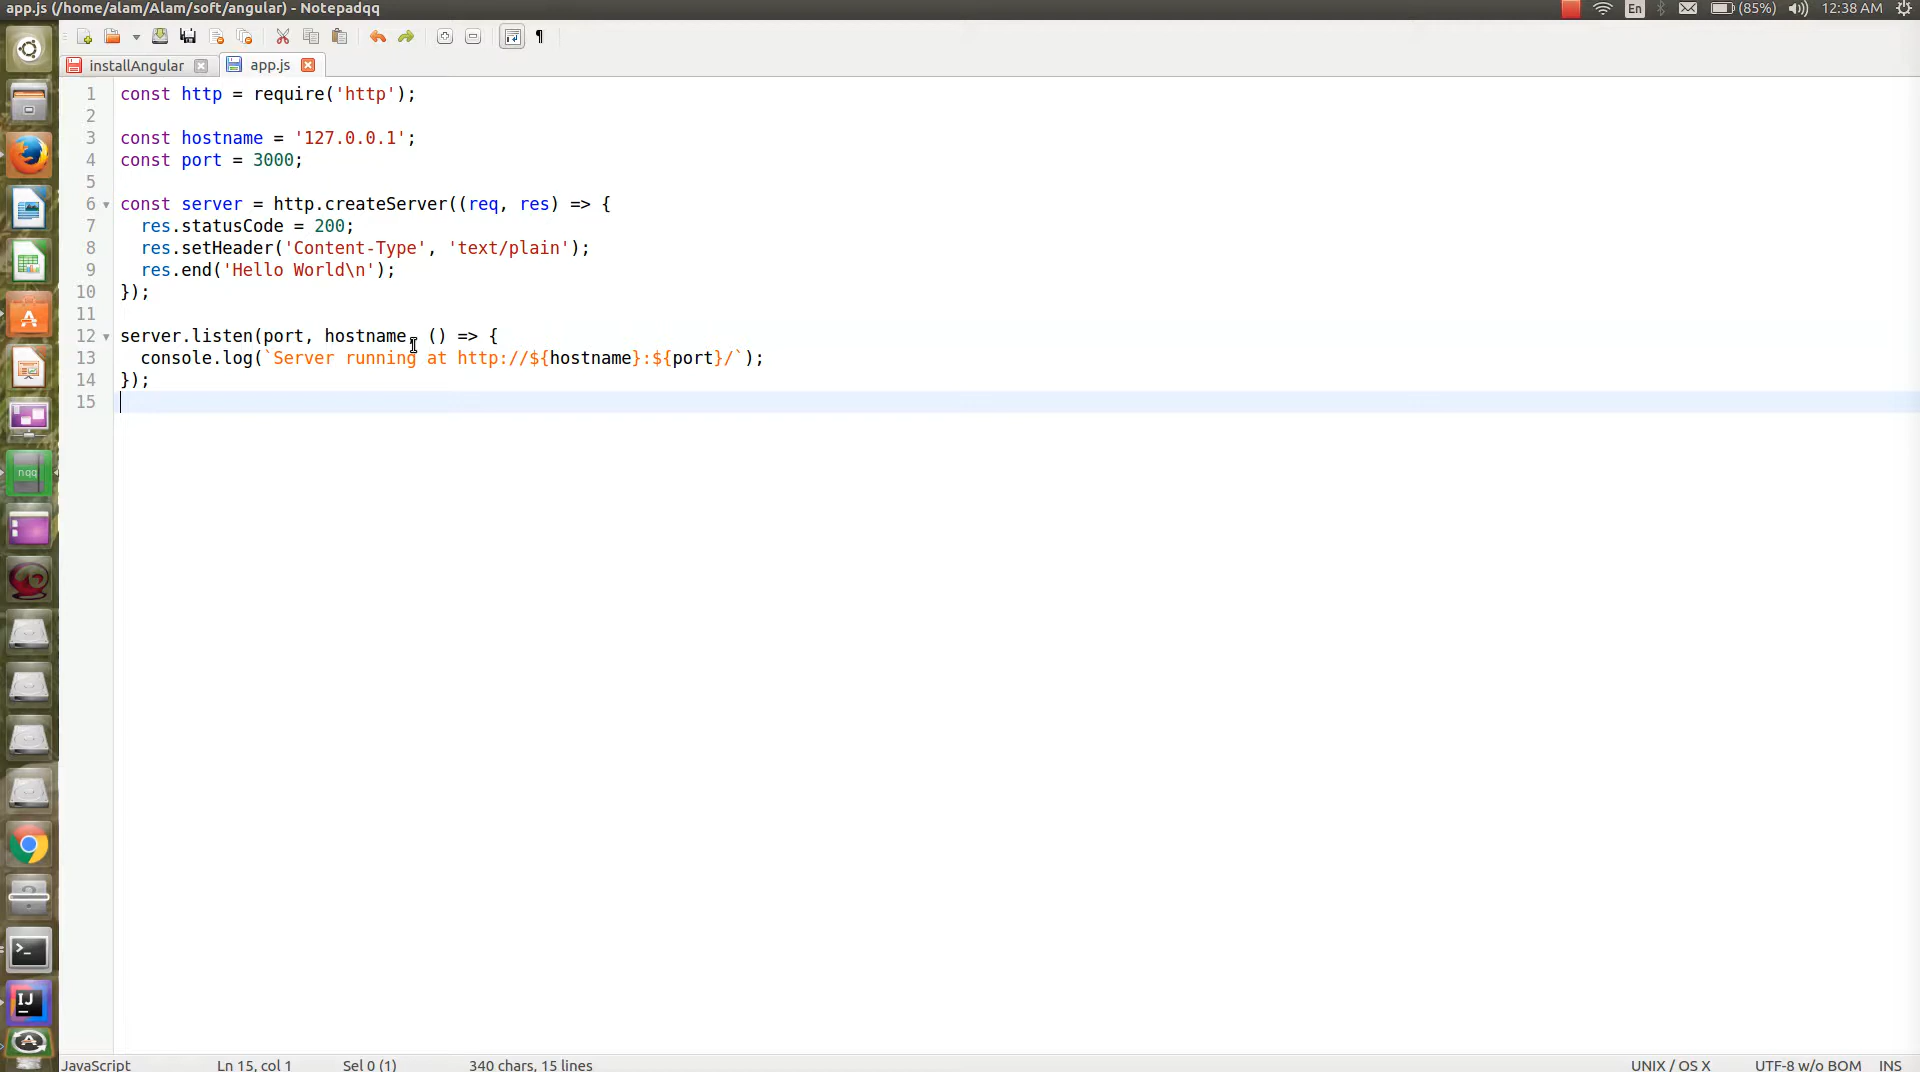 app.js (/home/alam/Alam/soft/angular) - Notepadqq
En
(85%)
12:38 AM
installAngular
app.js
1 const http = require('http');
2
3 const hostname = '127.0.0.1';
4 const port = 3000;
5
6 const server = http.createServer((req, res) => {
7 res.statusCode = 200;
8 res.setHeader('Content-Type', 'text/plain');
9 res.end('Hello World\n');
10 });
11
12 server.listen(port, hostname, () => {
13 console.log(`Server running at http://${hostname}:${port}/`);
14 });
15
nqq
IJ
JavaScript
Ln 15, col 1
Sel 0 (1)
340 chars, 15 lines
UNIX / OS X
UTF-8 w/o BOM
INS